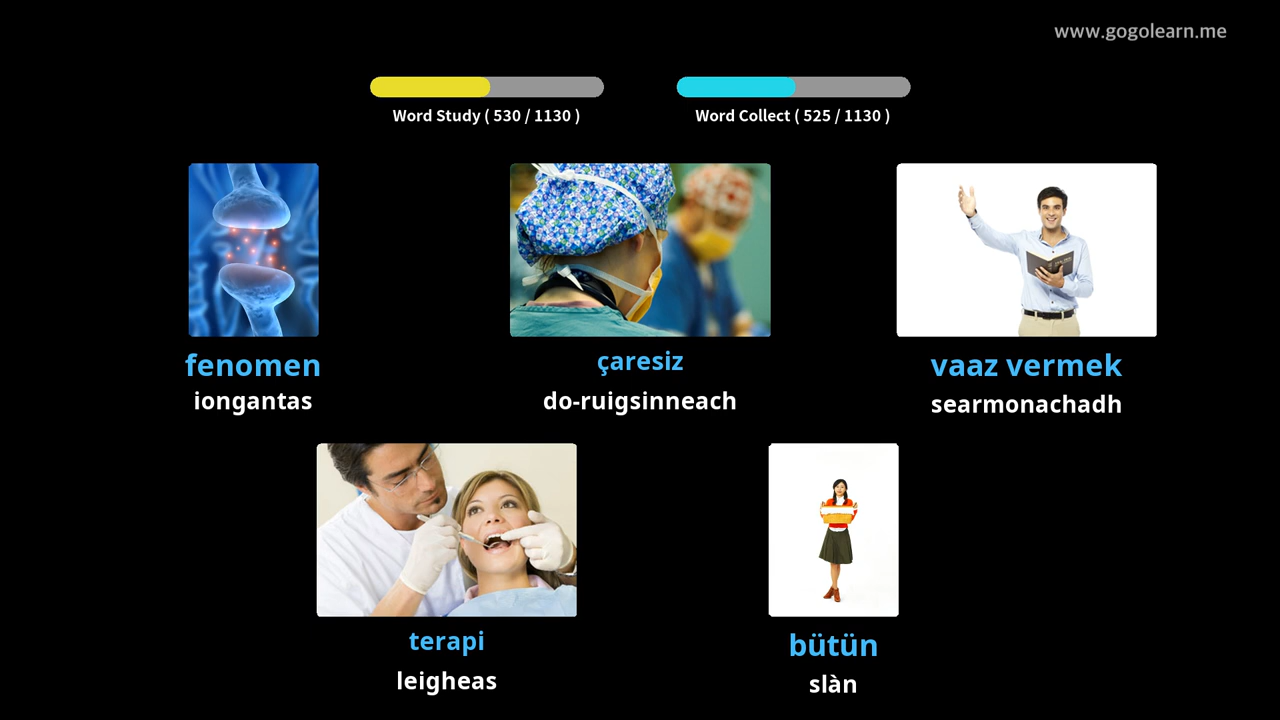 www.gogolearn.me
Word Study ( 530 / 1130 )
Word Collect ( 525 / 1130 )
fenomen
iongantas
çaresiz
do-ruigsinneach
vaaz vermek
searmonachadh
terapi
leigheas
bütün
slàn